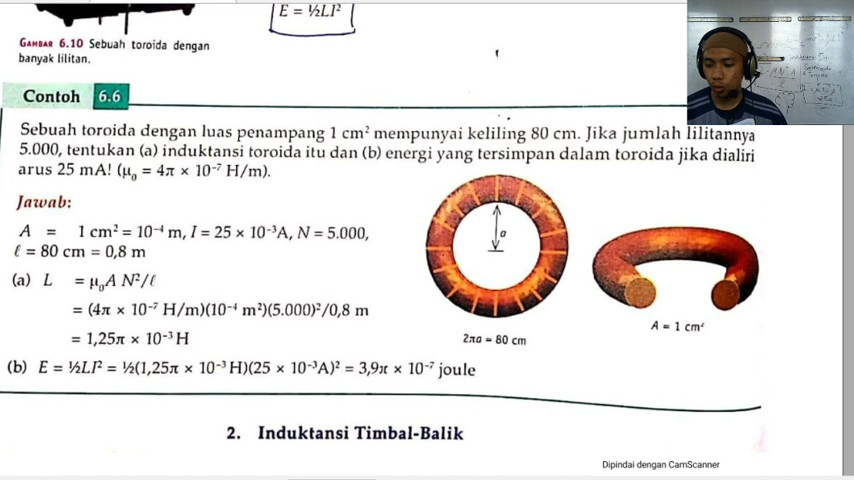 E = ½LI²
GAMBAR 6.10 Sebuah toroida dengan
banyak lilitan.
Contoh 6.6
Sebuah toroida dengan luas penampang 1 cm² mempunyai keliling 80 cm. Jika jumlah lilitannya
5.000, tentukan (a) induktansi toroida itu dan (b) energi yang tersimpan dalam toroida jika dialiri
arus 25 mA! (μ₀ = 4π × 10⁻⁷ H/m).
Jawab:
A = 1 cm² = 10⁻⁴ m, I = 25 × 10⁻³A, N = 5.000,
ℓ = 80 cm = 0,8 m
(a) L = μ₀A N²/ℓ
= (4π × 10⁻⁷ H/m)(10⁻⁴ m²)(5.000)²/0,8 m
= 1,25π × 10⁻³ H
(b) E = ½LI² = ½(1,25π × 10⁻³ H)(25 × 10⁻³A)² = 3,9π × 10⁻⁷ joule
a
2πa = 80 cm
A = 1 cm²
2. Induktansi Timbal-Balik
Dipindai dengan CamScanner